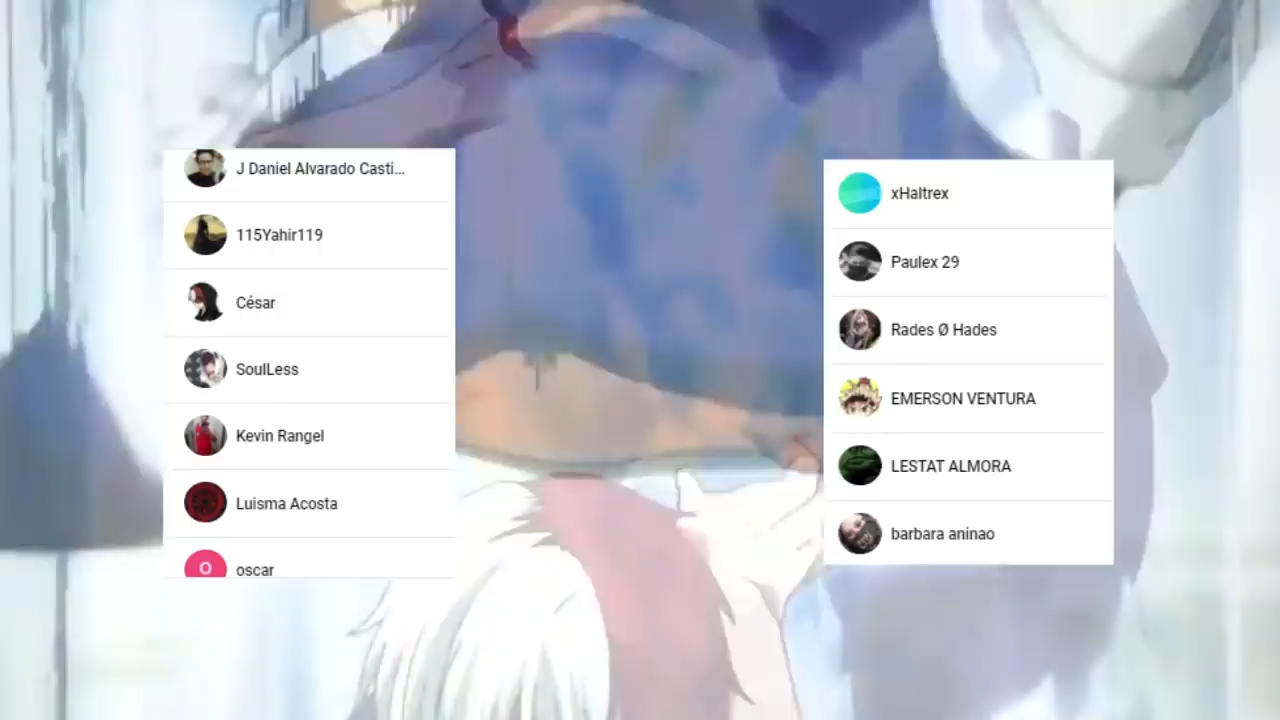 J Daniel Alvarado Casti...
115Yahir119
César
SoulLess
Kevin Rangel
Luisma Acosta
O oscar
xHaltrex
Paulex 29
Rades Ø Hades
EMERSON VENTURA
LESTAT ALMORA
barbara aninao